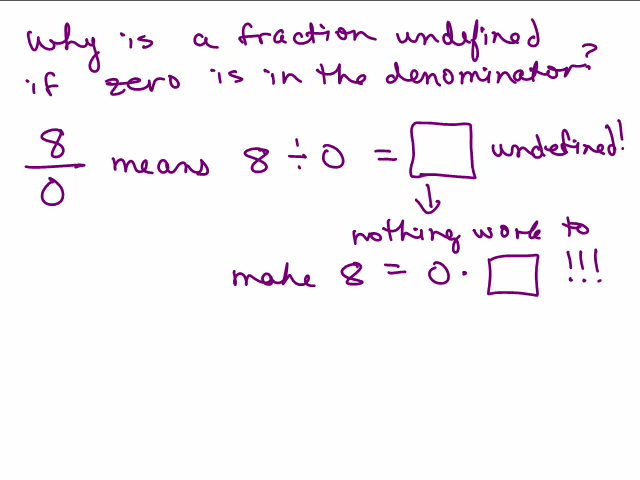 Why is a fraction undefined
if zero is in the denominator?
8/0 means 8 ÷ 0 = □ undefined!
↓
nothing work to
make 8 = 0 · □ !!!